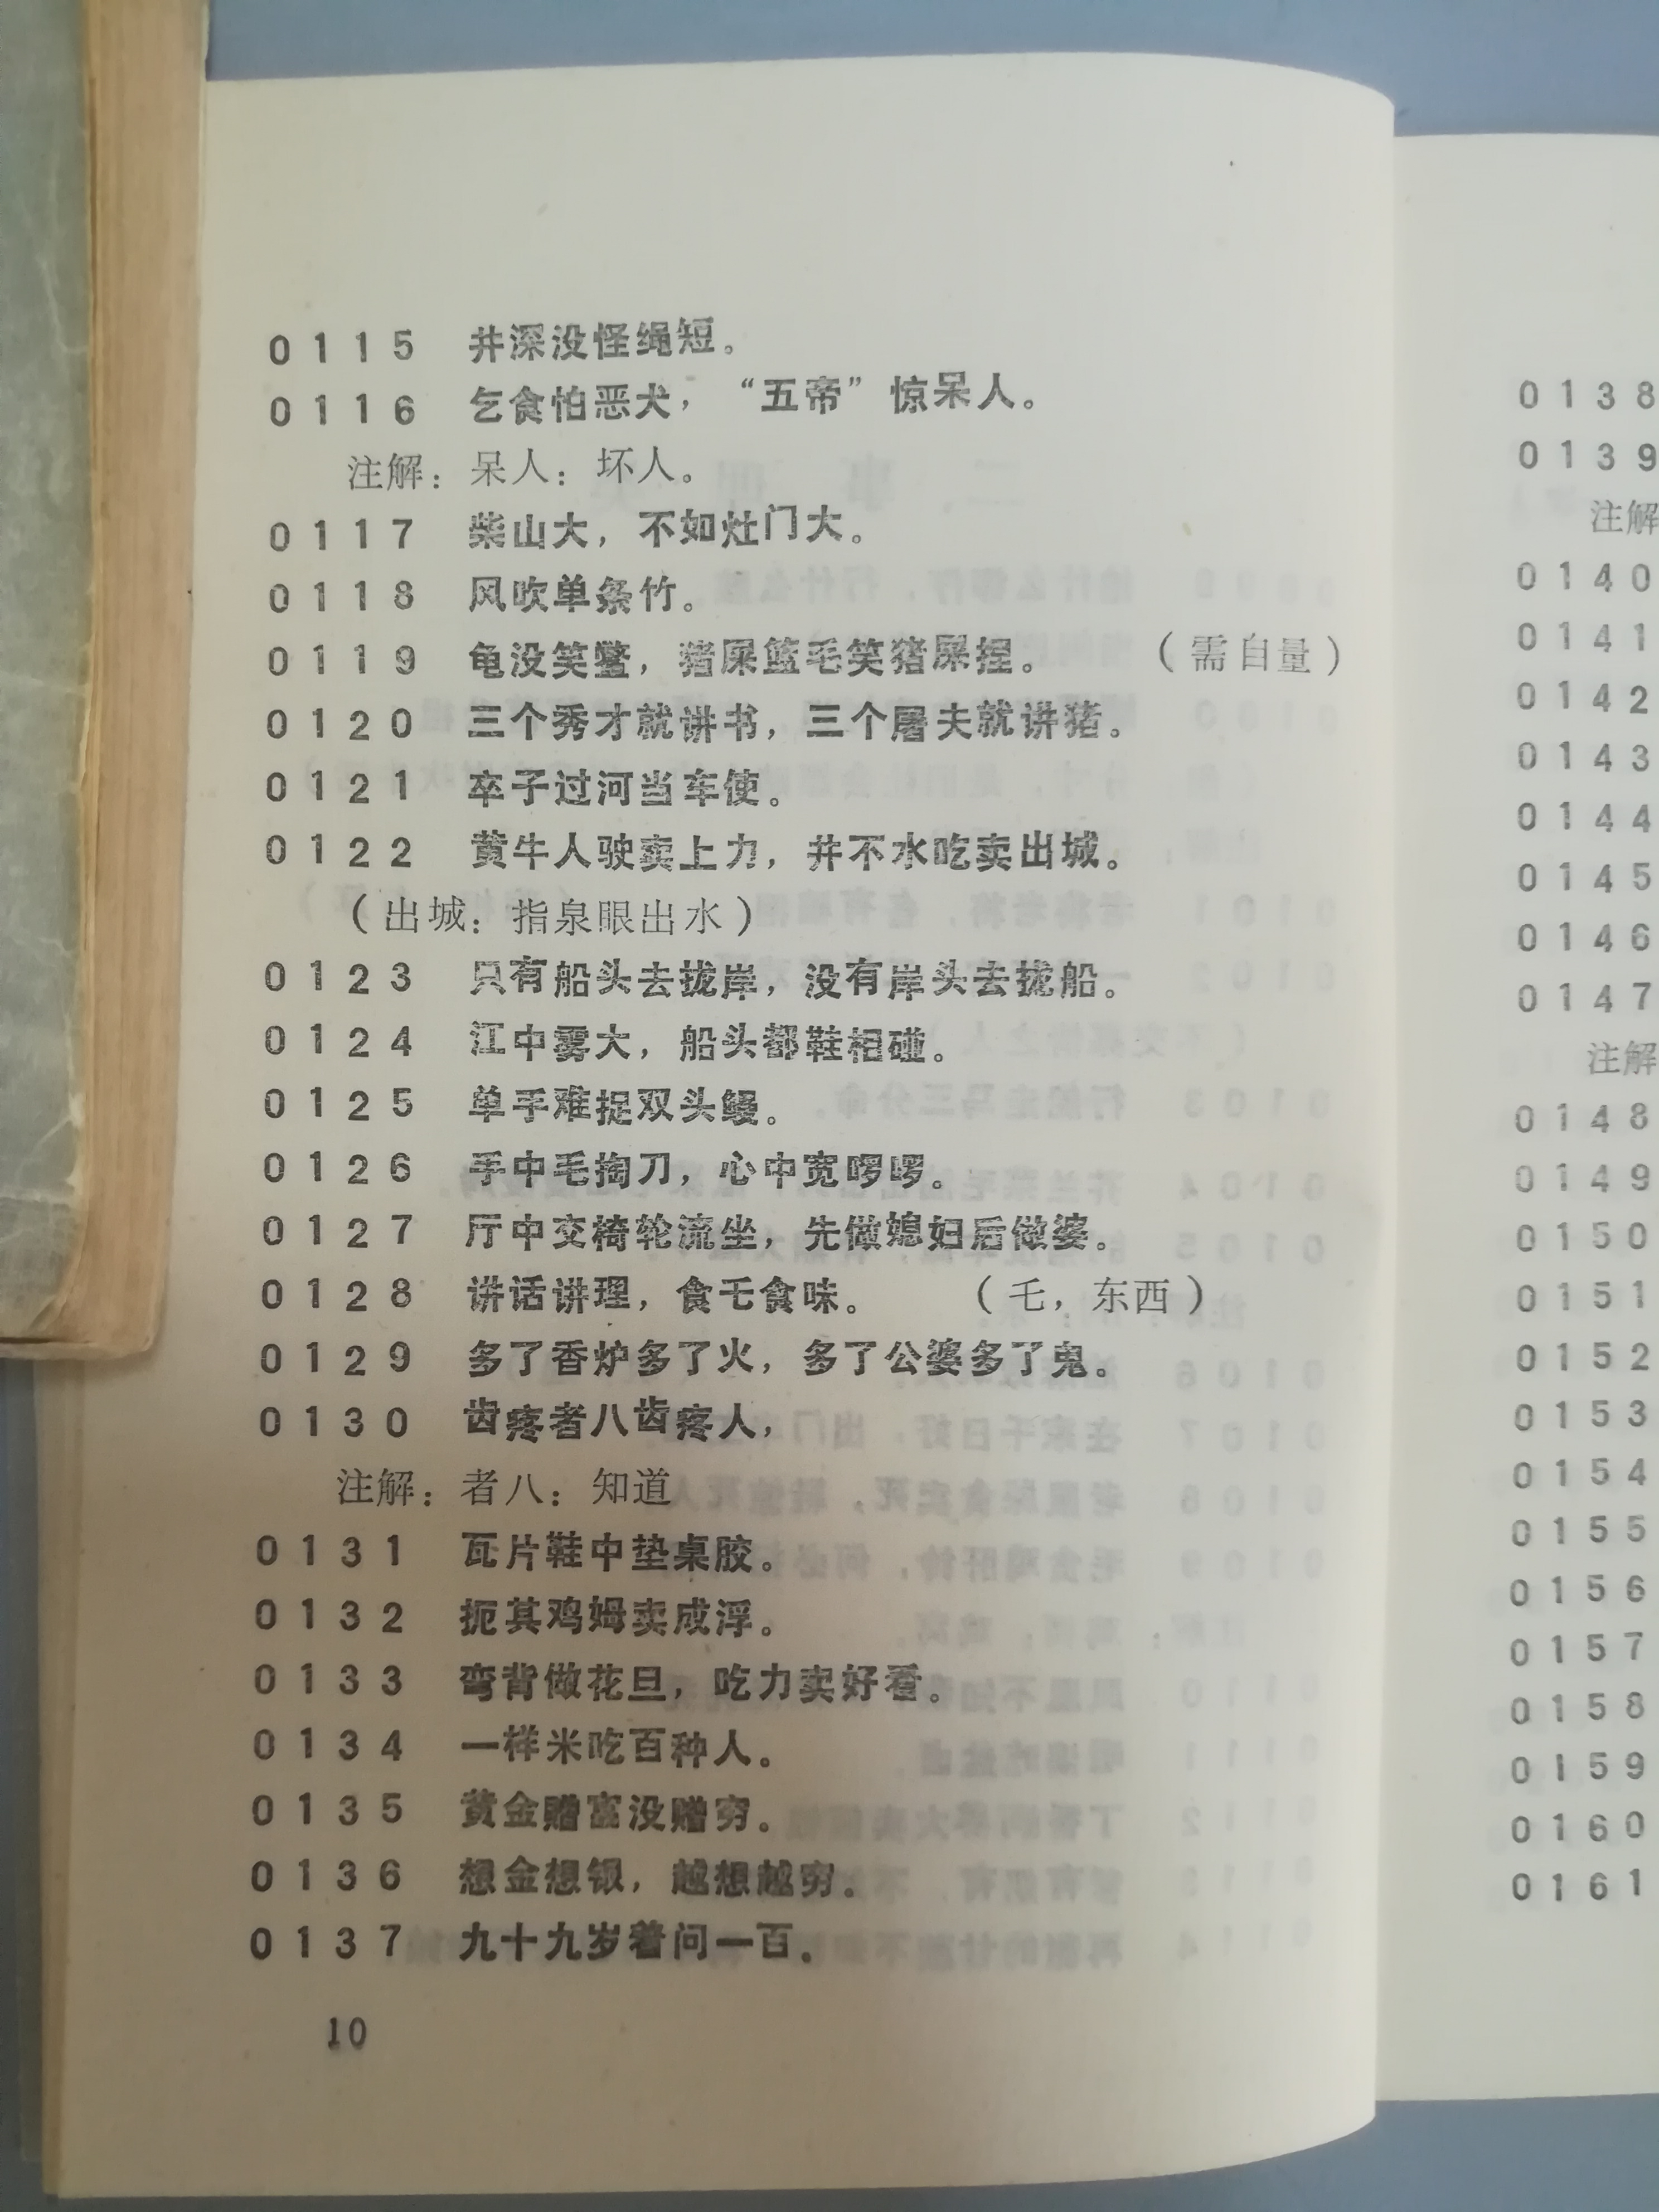 0115 井深没怪绳短。
0116 乞食怕恶犬，“五帝”惊呆人。
注解：呆人：坏人。
0117 柴山大，不如灶门大。
0118 风吹单条竹。
0119 龟没笑鳖，猪屎篮毛笑猪屎捏。 （需自量）
0120 三个秀才就讲书，三个屠夫就讲猪。
0121 卒子过河当车使。
0122 黄牛人驶卖上力，井不水吃卖出城。
（出城：指泉眼出水）
0123 只有船头去拢岸，没有岸头去拢船。
0124 江中雾大，船头都鞋相碰。
0125 单手难捉双头鳗。
0126 手中毛掏刀，心中宽啰啰。
0127 厅中交椅轮流坐，先做媳妇后做婆。
0128 讲话讲理，食乇食味。 （乇，东西）
0129 多了香炉多了火，多了公婆多了鬼。
0130 齿疼者八齿疼人，
注解：者八：知道
0131 瓦片鞋中垫桌胶。
0132 扼其鸡姆卖成浮。
0133 弯背做花旦，吃力卖好看。
0134 一样米吃百种人。
0135 黄金赠富没赠穷。
0136 想金想银，越想越穷。
0137 九十九岁着问一百。
10
0138
0139
注解
0140
0141
0142
0143
0144
0145
0146
0147
注解
0148
0149
0150
0151
0152
0153
0154
0155
0156
0157
0158
0159
0160
0161